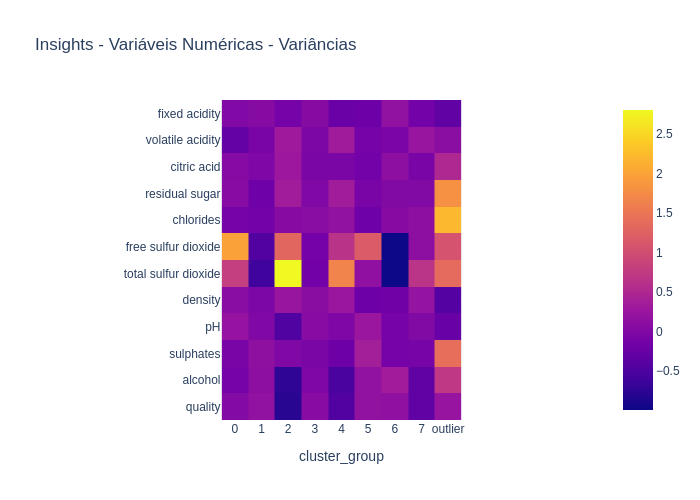 Insights - Variáveis Numéricas - Variâncias
fixed acidity
volatile acidity
citric acid
residual sugar
chlorides
free sulfur dioxide
total sulfur dioxide
density
pH
sulphates
alcohol
quality
0 1 2 3 4 5 6 7 outlier
cluster_group
2.5
2
1.5
1
0.5
0
−0.5